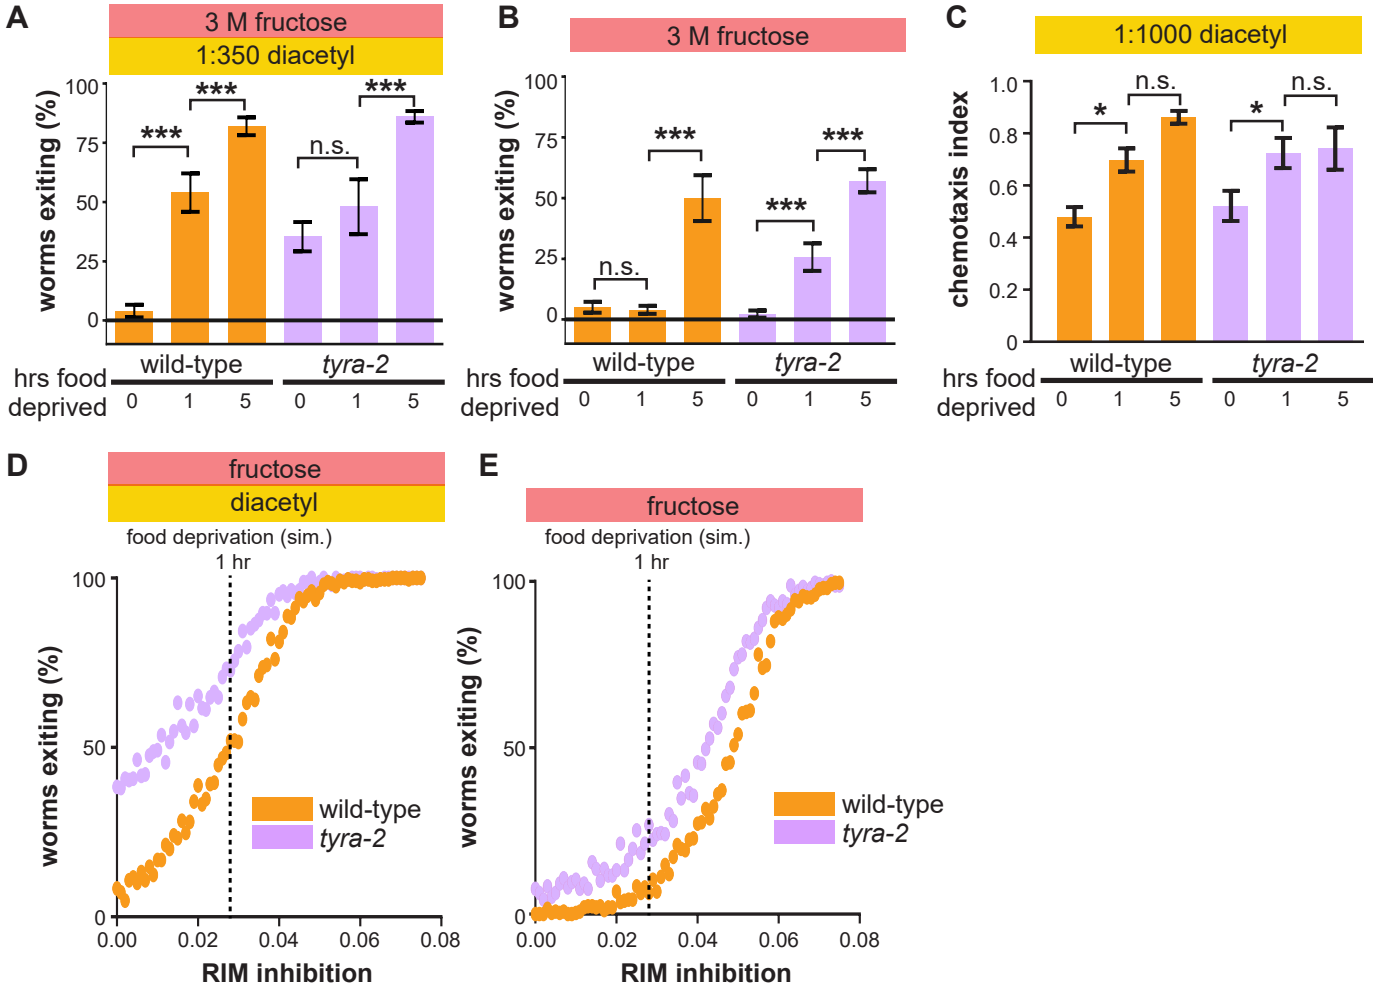 A
3 M fructose
1:350 diacetyl
worms exiting (%)
100
75
50
25
0
***
***
n.s.
***
wild-type
tyra-2
hrs food
deprived
0 1 5 0 1 5
B
3 M fructose
worms exiting (%)
100
75
50
25
0
n.s.
***
***
***
wild-type
tyra-2
hrs food
deprived
0 1 5 0 1 5
C
1:1000 diacetyl
chemotaxis index
1.0
0.8
0.6
0.4
0.2
0
*
n.s.
*
n.s.
wild-type
tyra-2
hrs food
deprived
0 1 5 0 1 5
D
fructose
diacetyl
food deprivation (sim.)
1 hr
worms exiting (%)
100
50
0
wild-type
tyra-2
0.00 0.02 0.04 0.06 0.08
RIM inhibition
E
fructose
food deprivation (sim.)
1 hr
worms exiting (%)
100
50
0
wild-type
tyra-2
0.00 0.02 0.04 0.06 0.08
RIM inhibition